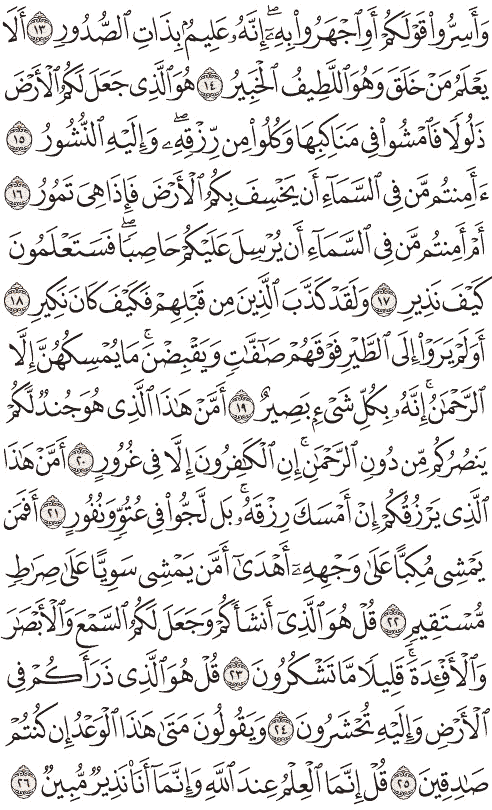 وَأَسِرُّواْ قَوْلَكُمْ أَوِ ٱجْهَرُواْ بِهِۦٓۖ إِنَّهُۥ عَلِيمُۢ بِذَاتِ ٱلصُّدُورِ ١٣ أَلَا
يَعْلَمُ مَنْ خَلَقَ وَهُوَ ٱللَّطِيفُ ٱلْخَبِيرُ ١٤ هُوَ ٱلَّذِى جَعَلَ لَكُمُ ٱلْأَرْضَ
ذَلُولًا فَٱمْشُواْ فِى مَنَاكِبِهَا وَكُلُواْ مِن رِّزْقِهِۦۖ وَإِلَيْهِ ٱلنُّشُورُ ١٥
ءَأَمِنتُم مَّن فِى ٱلسَّمَآءِ أَن يَخْسِفَ بِكُمُ ٱلْأَرْضَ فَإِذَا هِىَ تَمُورُ ١٦
أَمْ أَمِنتُم مَّن فِى ٱلسَّمَآءِ أَن يُرْسِلَ عَلَيْكُمْ حَاصِبًاۖ فَسَتَعْلَمُونَ
كَيْفَ نَذِيرِ ١٧ وَلَقَدْ كَذَّبَ ٱلَّذِينَ مِن قَبْلِهِمْ فَكَيْفَ كَانَ نَكِيرِ ١٨
أَوَلَمْ يَرَوْاْ إِلَى ٱلطَّيْرِ فَوْقَهُمْ صَٰٓفَّٰتٍ وَيَقْبِضْنَۚ مَا يُمْسِكُهُنَّ إِلَّا
ٱلرَّحْمَٰنُۚ إِنَّهُۥ بِكُلِّ شَىْءِۭ بَصِيرٌ ١٩ أَمَّنْ هَٰذَا ٱلَّذِى هُوَ جُندٌ لَّكُمْ
يَنصُرُكُم مِّن دُونِ ٱلرَّحْمَٰنِۚ إِنِ ٱلْكَٰفِرُونَ إِلَّا فِى غُرُورٍ ٢٠ أَمَّنْ هَٰذَا
ٱلَّذِى يَرْزُقُكُمْ إِنْ أَمْسَكَ رِزْقَهُۥۚ بَل لَّجُّواْ فِى عُتُوٍّ وَنُفُورٍ ٢١ أَفَمَن
يَمْشِى مُكِبًّا عَلَىٰ وَجْهِهِۦٓ أَهْدَىٰٓ أَمَّن يَمْشِى سَوِيًّا عَلَىٰ صِرَٰطٍ
مُّسْتَقِيمٍ ٢٢ قُلْ هُوَ ٱلَّذِىٓ أَنشَأَكُمْ وَجَعَلَ لَكُمُ ٱلسَّمْعَ وَٱلْأَبْصَٰرَ
وَٱلْأَفْـِٔدَةَۖ قَلِيلًا مَّا تَشْكُرُونَ ٢٣ قُلْ هُوَ ٱلَّذِى ذَرَأَكُمْ فِى
ٱلْأَرْضِ وَإِلَيْهِ تُحْشَرُونَ ٢٤ وَيَقُولُونَ مَتَىٰ هَٰذَا ٱلْوَعْدُ إِن كُنتُمْ
صَٰدِقِينَ ٢٥ قُلْ إِنَّمَا ٱلْعِلْمُ عِندَ ٱللَّهِ وَإِنَّمَآ أَنَا۠ نَذِيرٌ مُّبِينٌ ٢٦